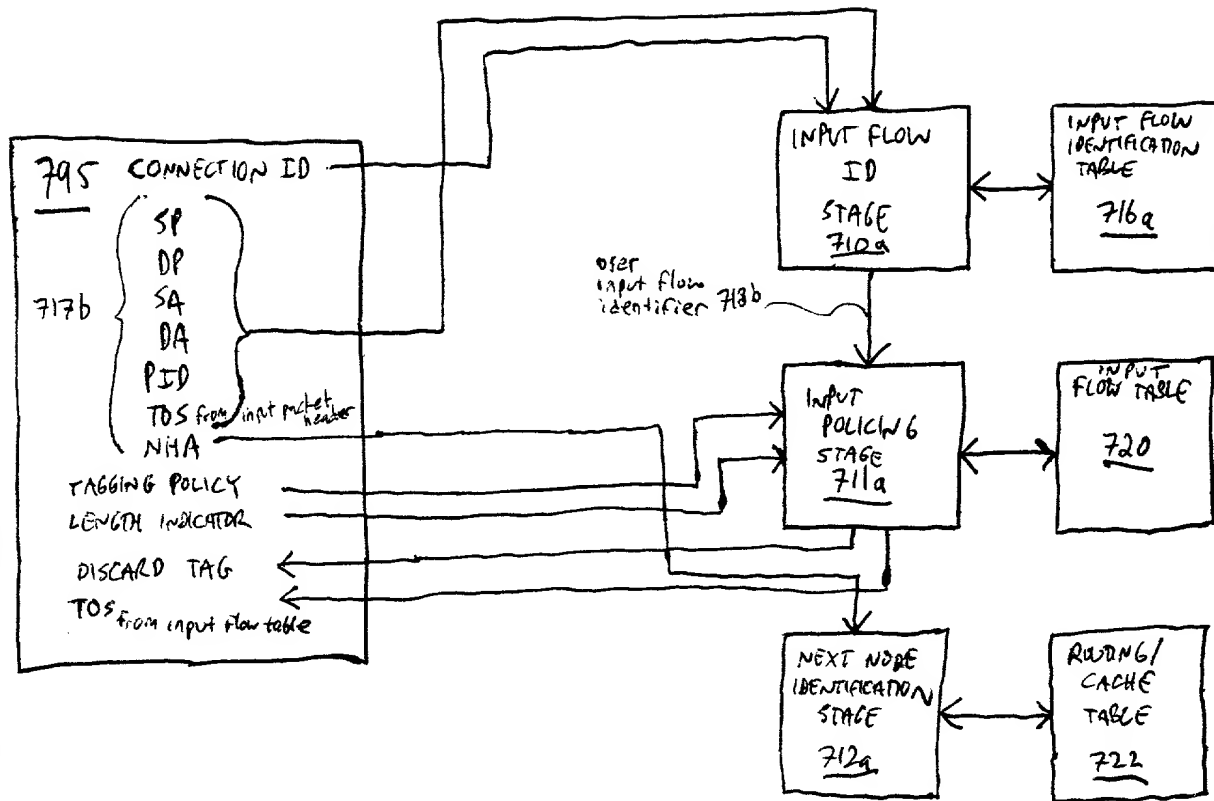 795 CONNECTION ID
717b
SP
DP
SA
DA
PID
TOS from input packet header
NHA
TAGGING POLICY
LENGTH INDICATOR
DISCARD TAG
TOS from input flow table
INPUT FLOW
ID
STAGE
710a
INPUT FLOW
IDENTIFICATION
TABLE
716a
user
input flow
identifier 718b
INPUT
POLICING
STAGE
711a
INPUT
FLOW TABLE
720
NEXT NODE
IDENTIFICATION
STAGE
712a
ROUTING/
CACHE
TABLE
722